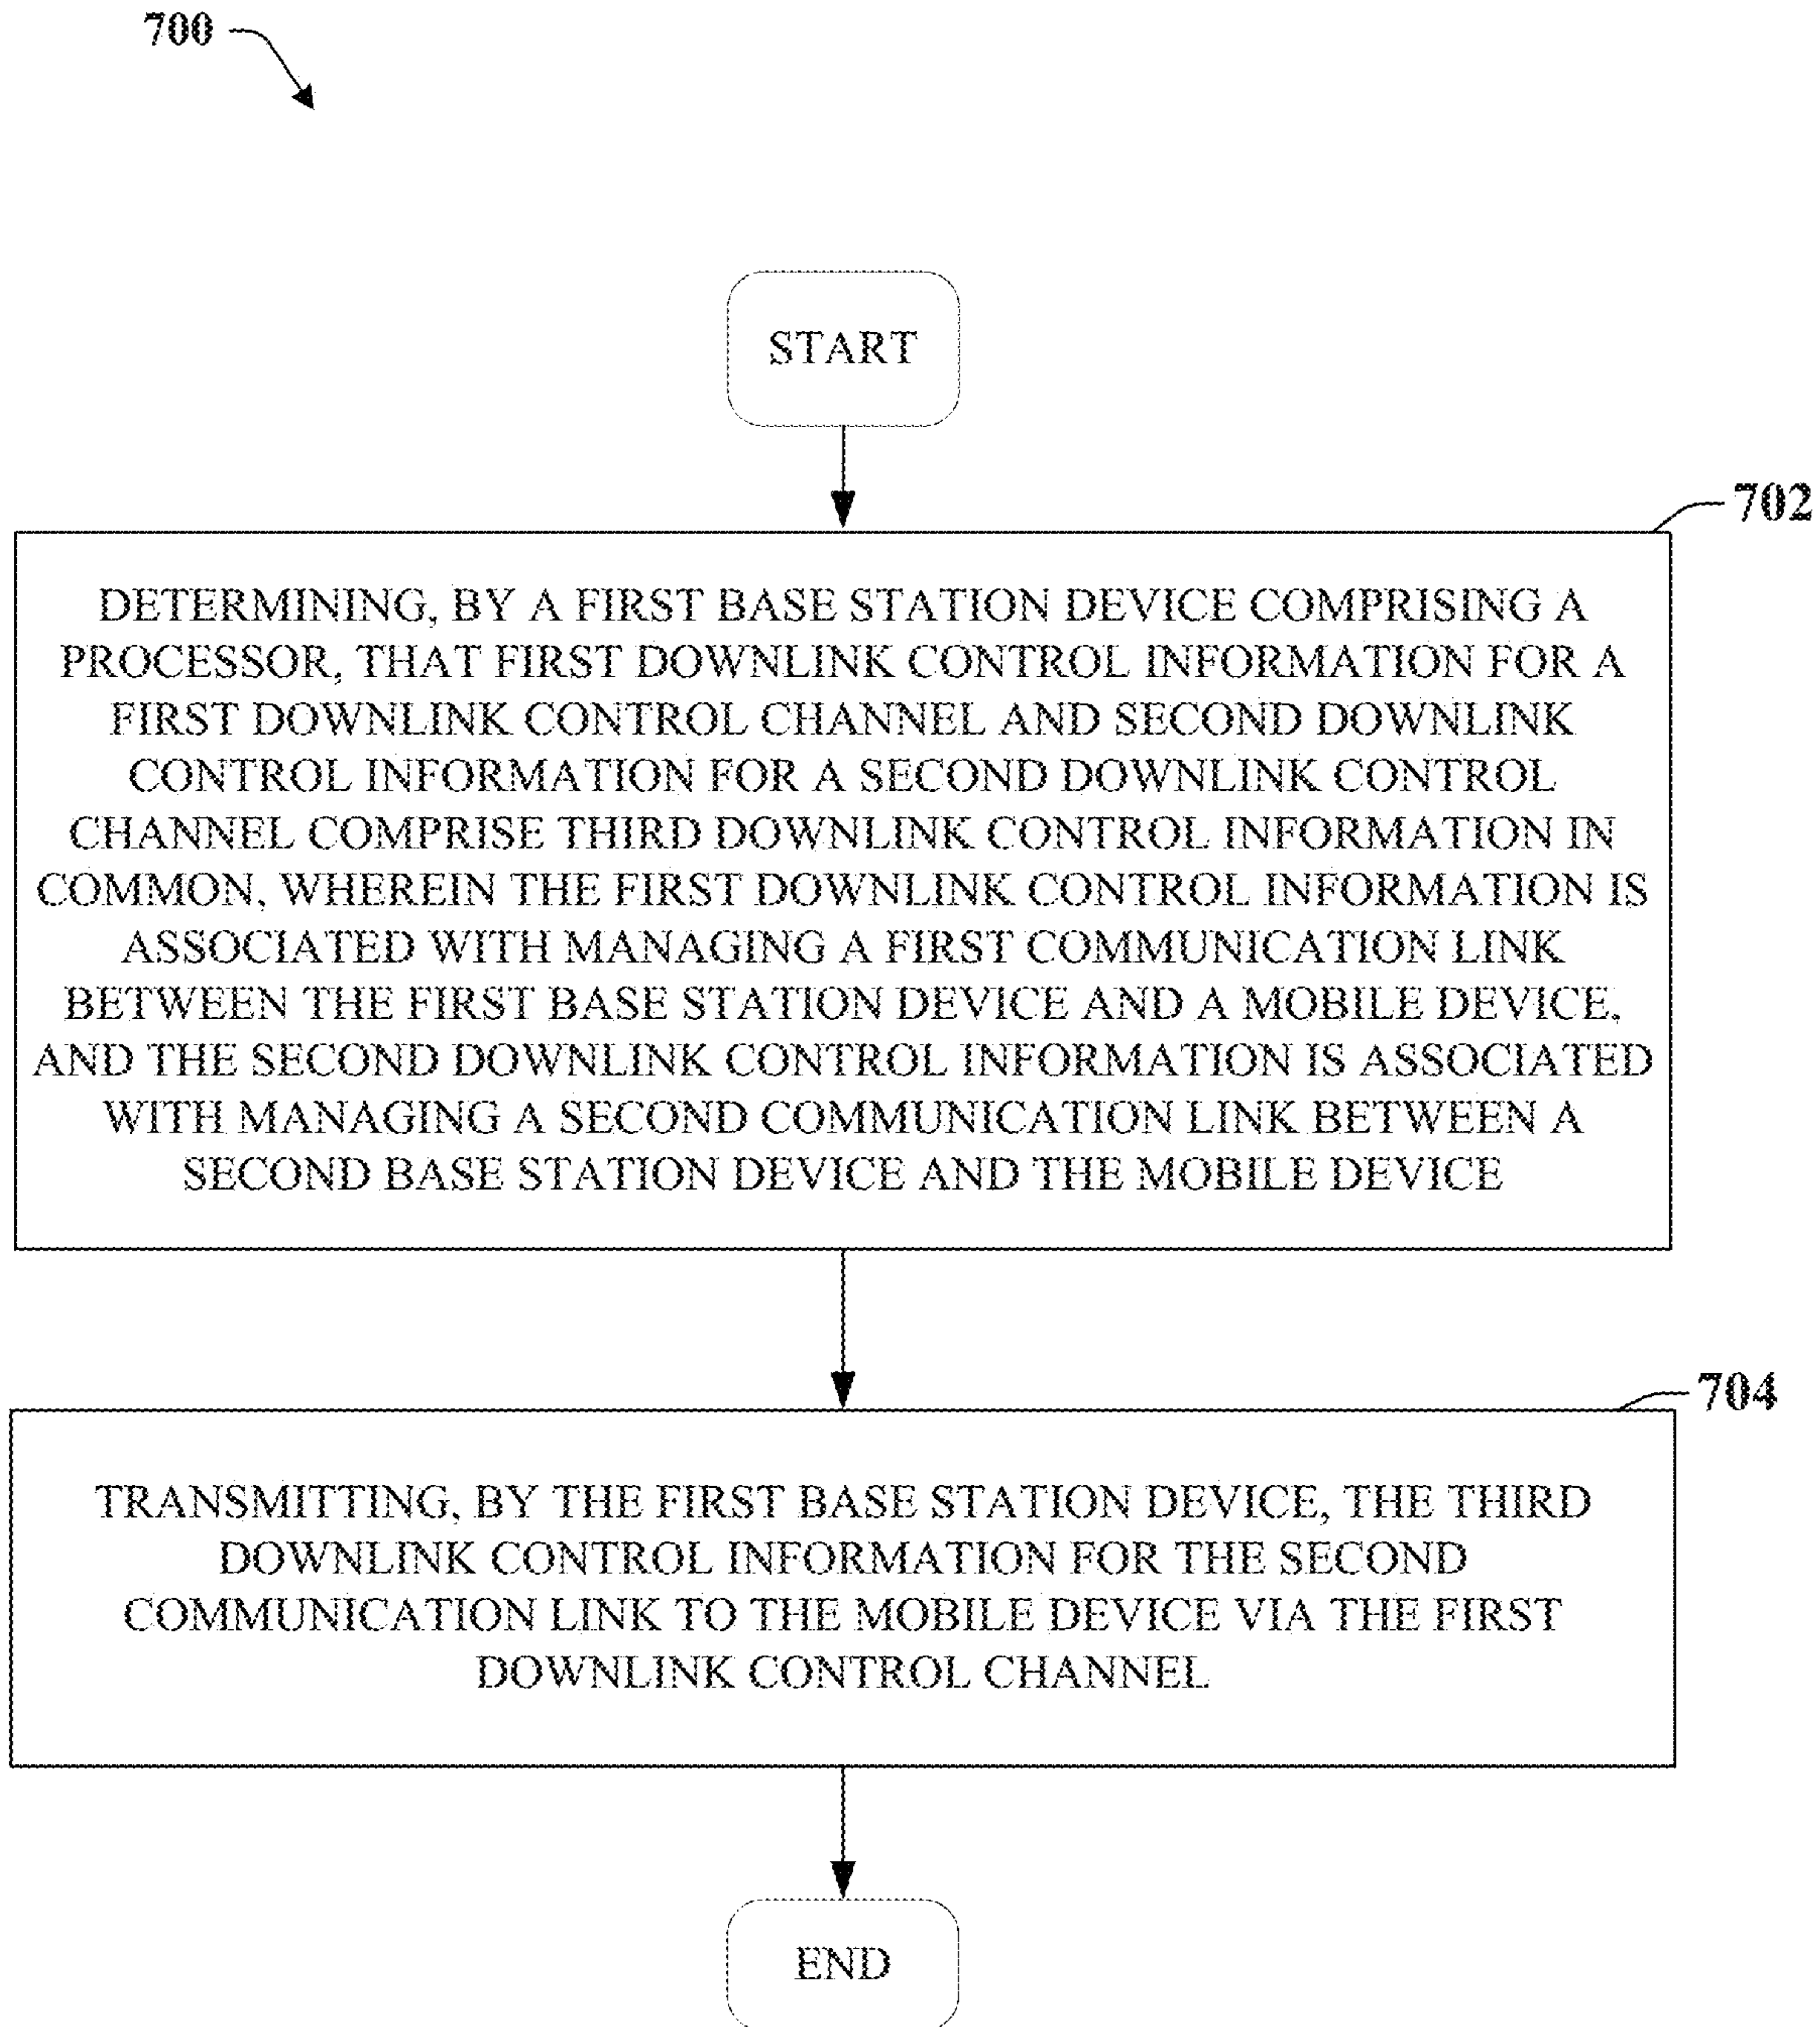 700
START
702
DETERMINING, BY A FIRST BASE STATION DEVICE COMPRISING A
PROCESSOR, THAT FIRST DOWNLINK CONTROL INFORMATION FOR A
FIRST DOWNLINK CONTROL CHANNEL AND SECOND DOWNLINK
CONTROL INFORMATION FOR A SECOND DOWNLINK CONTROL
CHANNEL COMPRISE THIRD DOWNLINK CONTROL INFORMATION IN
COMMON, WHEREIN THE FIRST DOWNLINK CONTROL INFORMATION IS
ASSOCIATED WITH MANAGING A FIRST COMMUNICATION LINK
BETWEEN THE FIRST BASE STATION DEVICE AND A MOBILE DEVICE,
AND THE SECOND DOWNLINK CONTROL INFORMATION IS ASSOCIATED
WITH MANAGING A SECOND COMMUNICATION LINK BETWEEN A
SECOND BASE STATION DEVICE AND THE MOBILE DEVICE
704
TRANSMITTING, BY THE FIRST BASE STATION DEVICE, THE THIRD
DOWNLINK CONTROL INFORMATION FOR THE SECOND
COMMUNICATION LINK TO THE MOBILE DEVICE VIA THE FIRST
DOWNLINK CONTROL CHANNEL
END